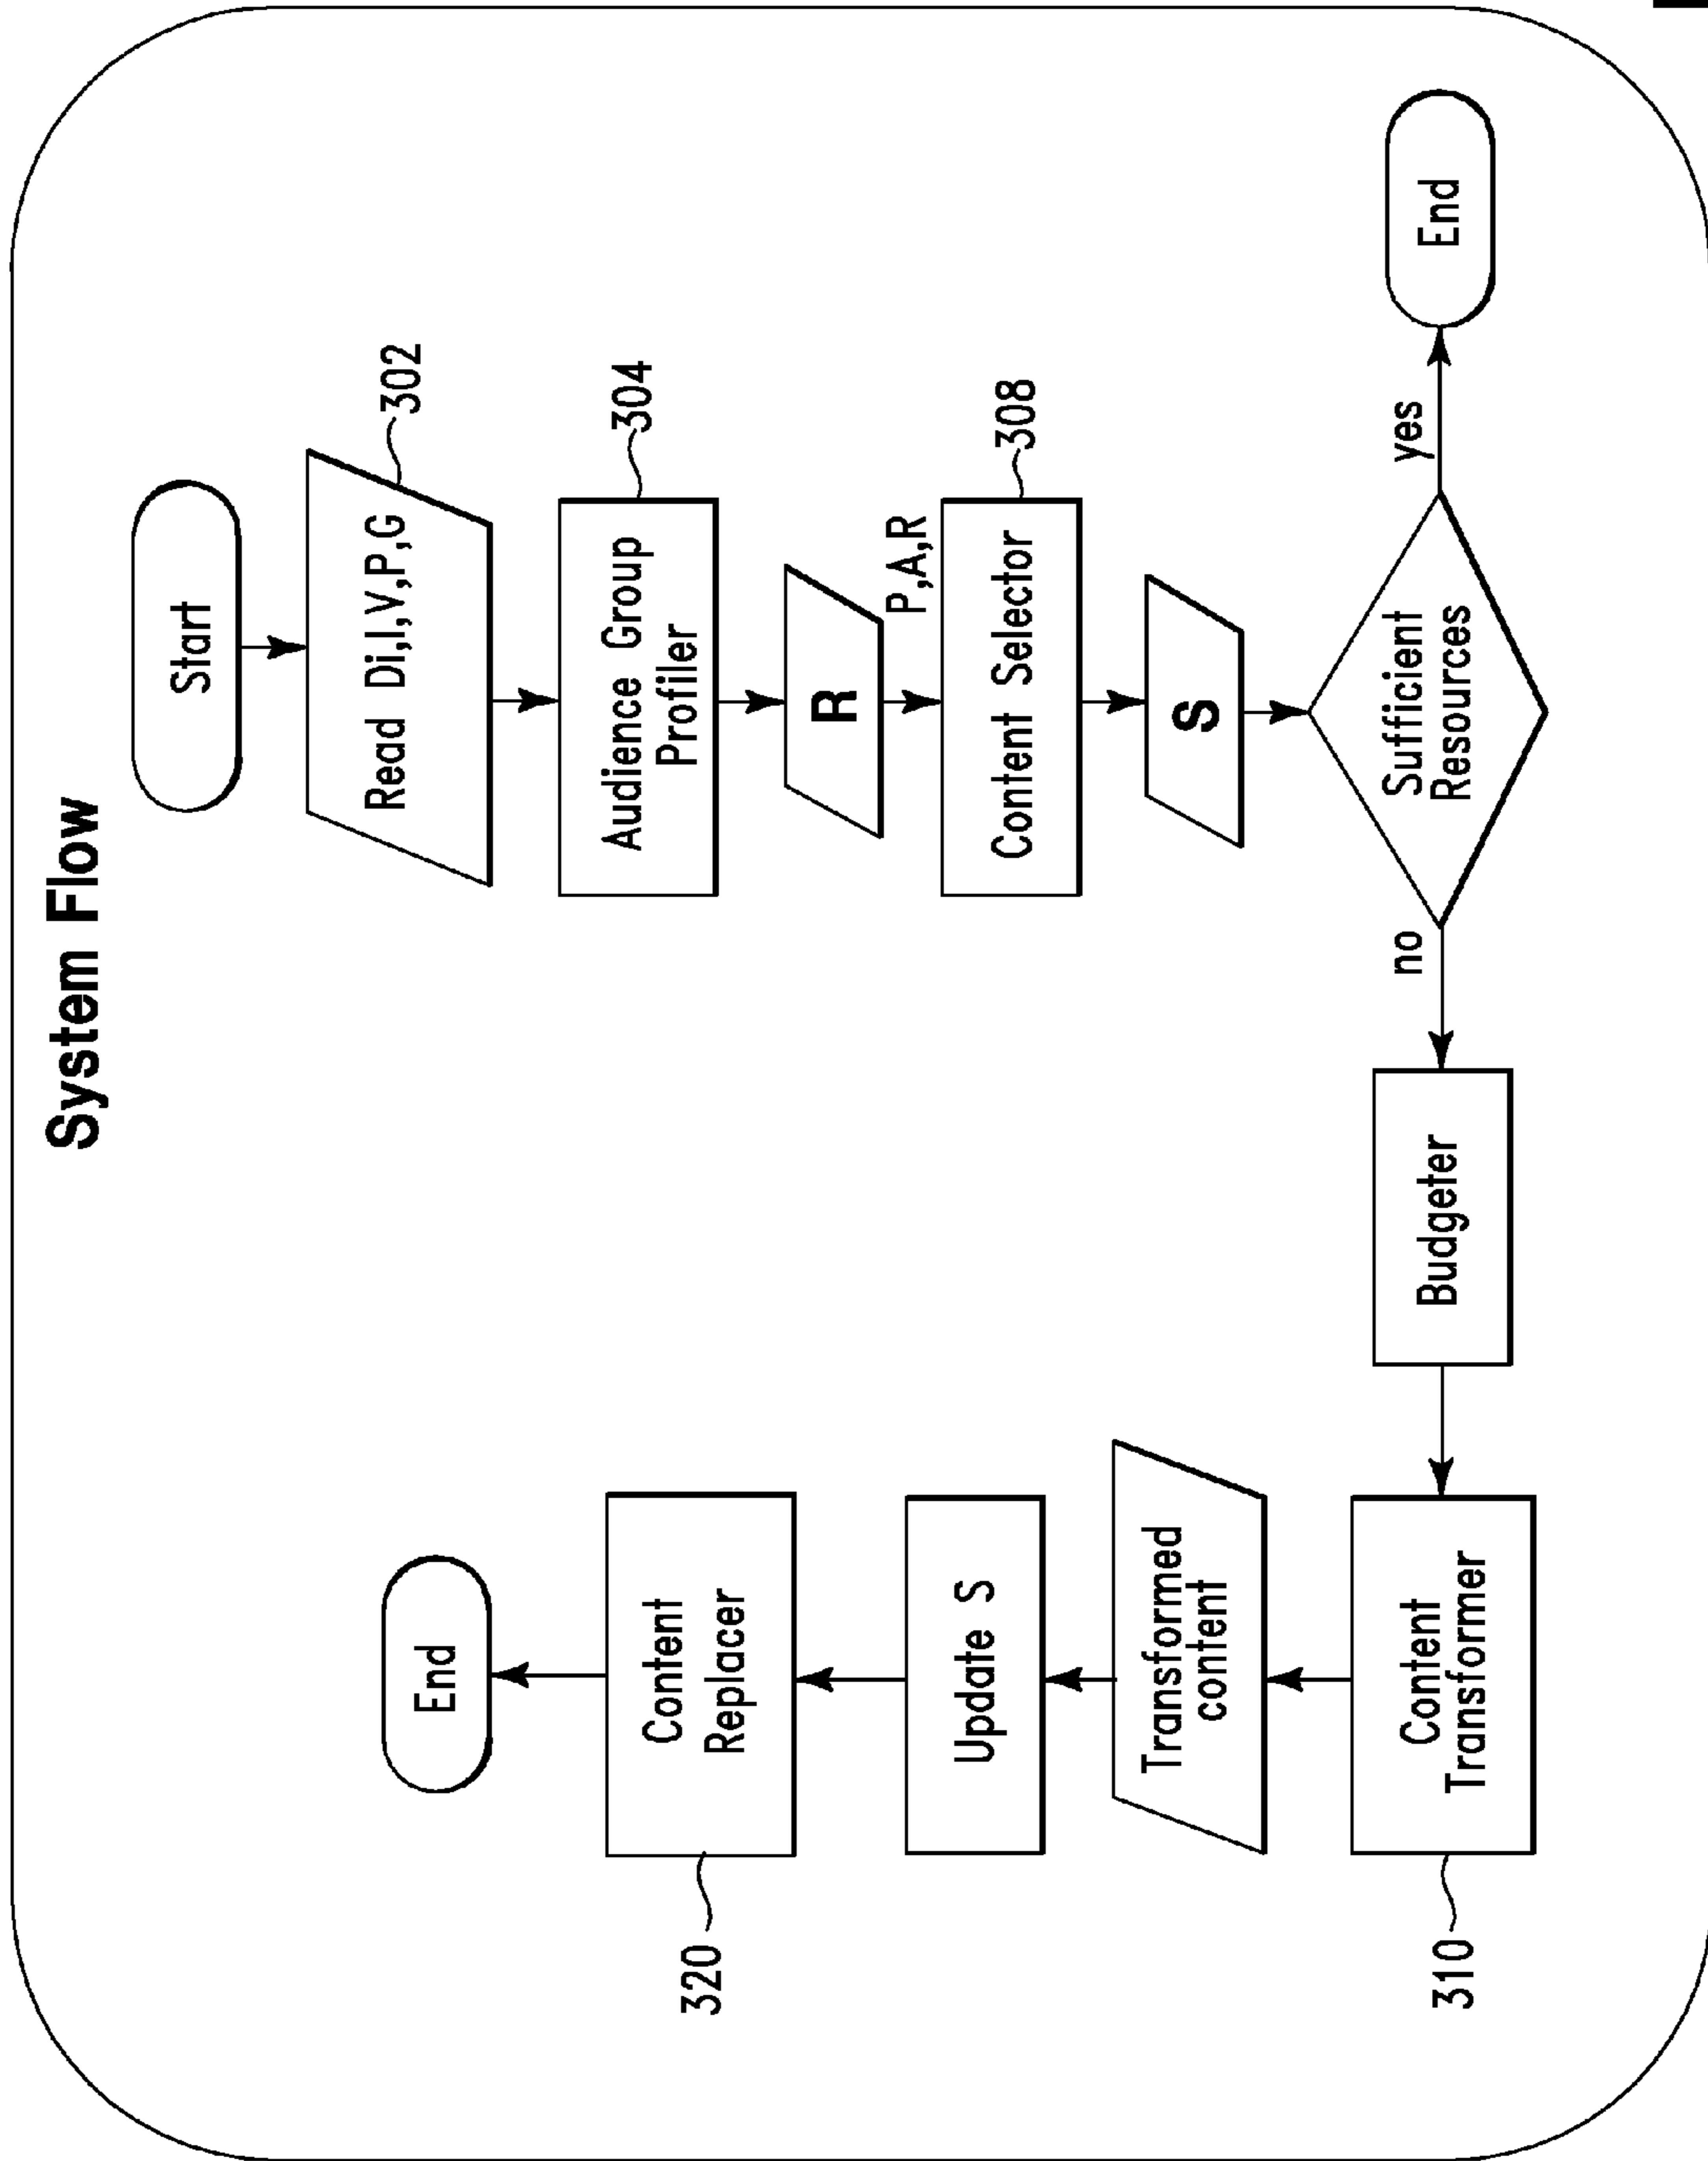 System Flow
Start
Read Di,I,V,P,G
302
Audience Group
Profiler
304
R
P,A,R
Content Selector
308
S
Sufficient
Resources
yes
End
no
Budgeter
Content
Transformer
310
Transformed
content
Update S
Content
Replacer
320
End